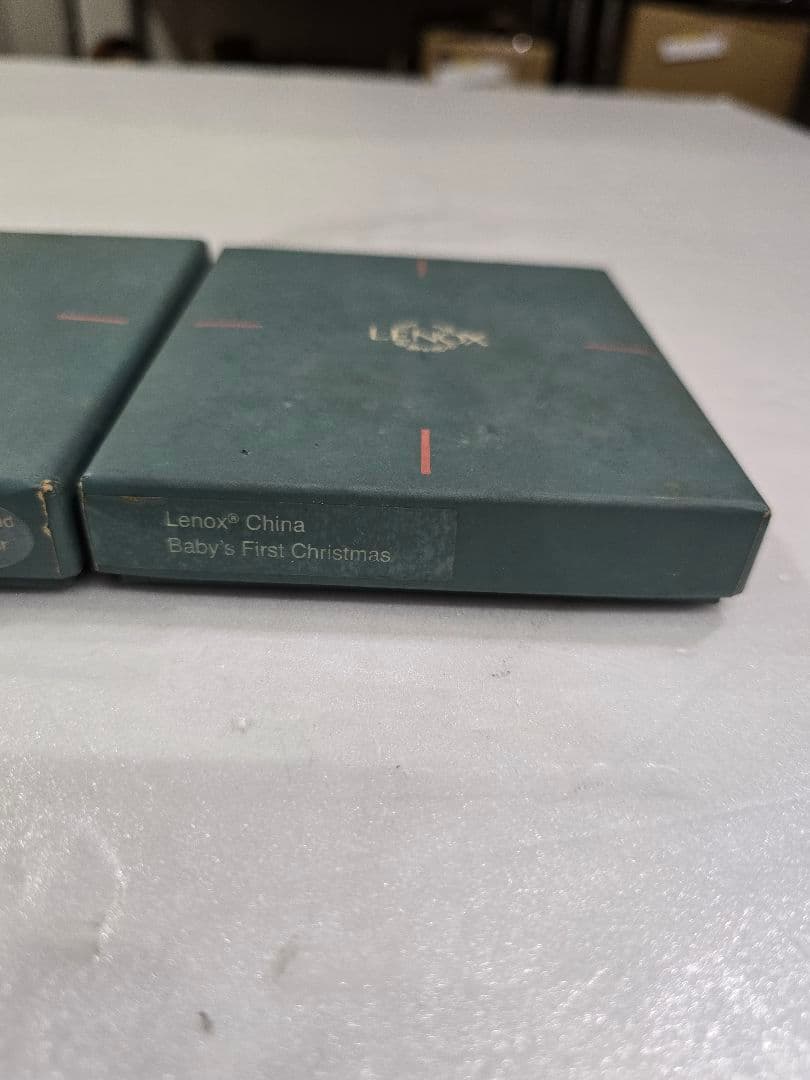 LENOX
Lenox® China
Baby's First Christmas